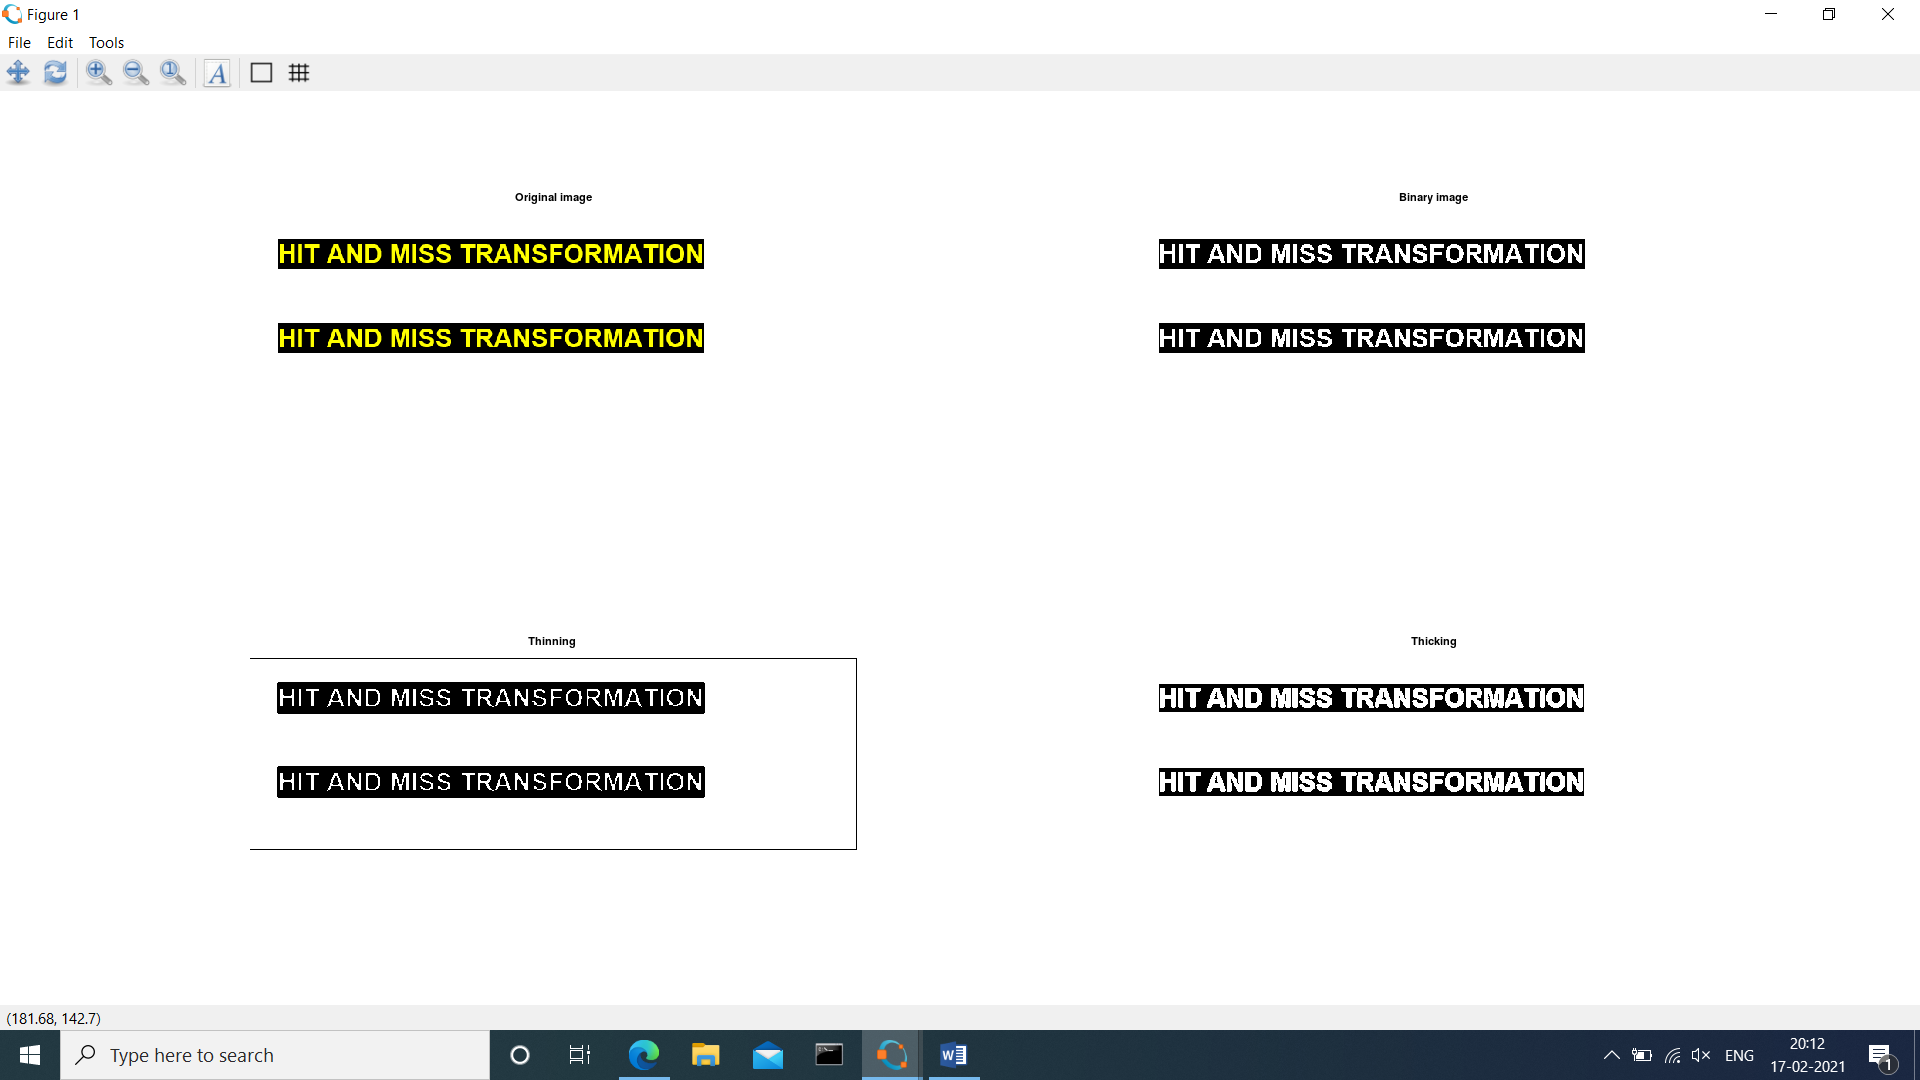 Figure 1
File Edit Tools
A
Original image
HIT AND MISS TRANSFORMATION
HIT AND MISS TRANSFORMATION
Binary image
HIT AND MISS TRANSFORMATION
HIT AND MISS TRANSFORMATION
Thinning
HIT AND MISS TRANSFORMATION
HIT AND MISS TRANSFORMATION
Thicking
HIT AND MISS TRANSFORMATION
HIT AND MISS TRANSFORMATION
(181.68, 142.7)
Type here to search
ENG
20:12
17-02-2021
1